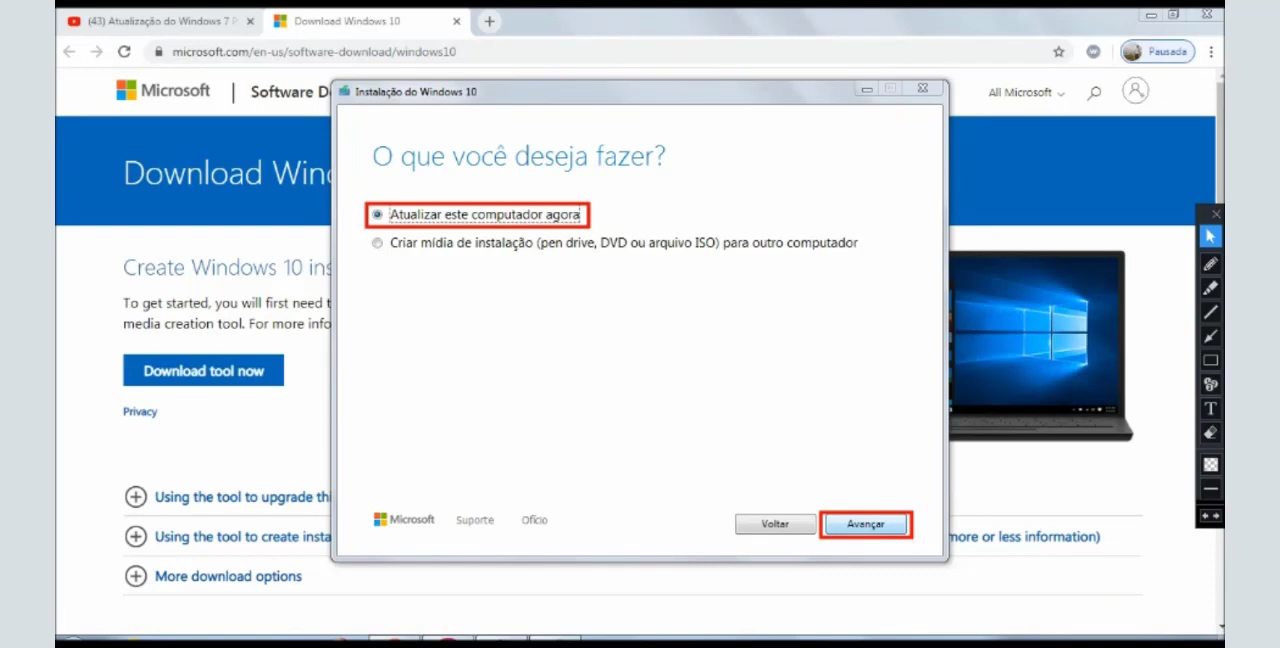 (43) Atualização do Windows 7 P
Download Windows 10
microsoft.com/en-us/software-download/windows10
Pausada
Microsoft
Software D
All Microsoft
Instalação do Windows 10
Download Wind
O que você deseja fazer?
Atualizar este computador agora
Criar mídia de instalação (pen drive, DVD ou arquivo ISO) para outro computador
Create Windows 10 ins
To get started, you will first need t
media creation tool. For more info
Download tool now
Privacy
Using the tool to upgrade thi
Microsoft
Suporte
Ofício
Voltar
Avançar
Using the tool to create insta
more or less information)
More download options
T